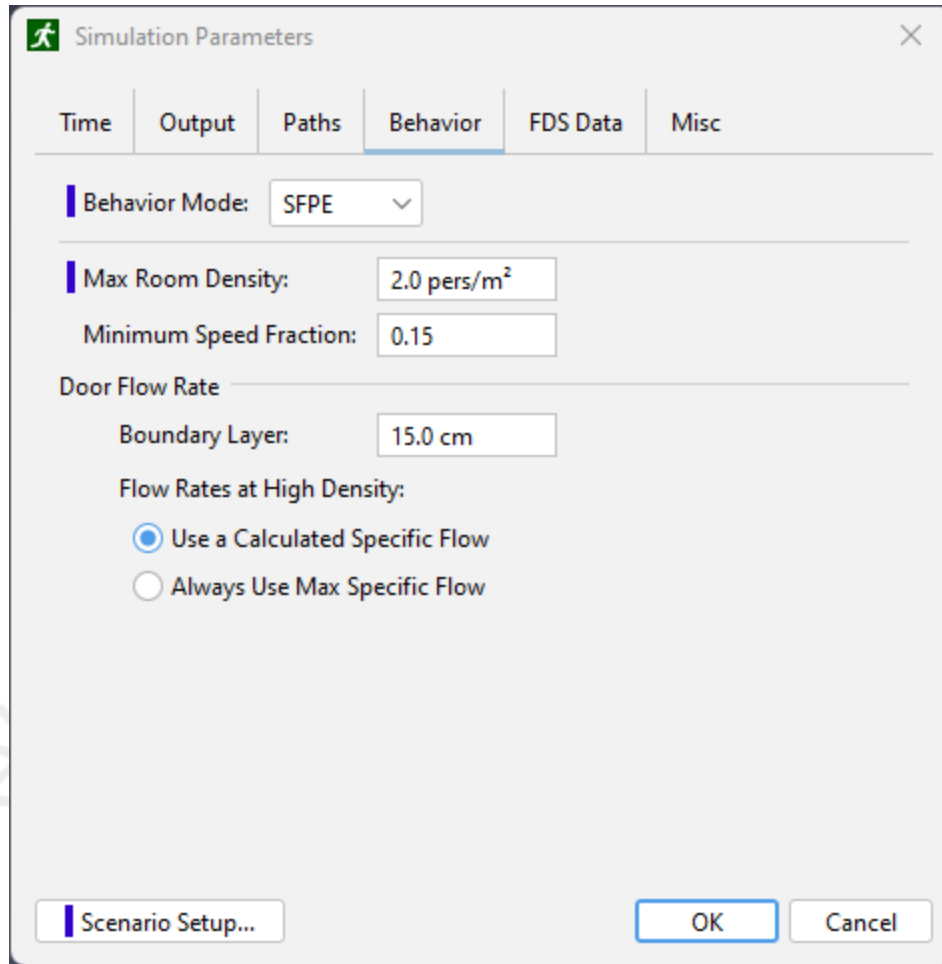 Simulation Parameters
Time Output Paths Behavior FDS Data Misc
Behavior Mode: SFPE
Max Room Density: 2.0 pers/m²
Minimum Speed Fraction: 0.15
Door Flow Rate
Boundary Layer: 15.0 cm
Flow Rates at High Density:
Use a Calculated Specific Flow
Always Use Max Specific Flow
Scenario Setup... OK Cancel